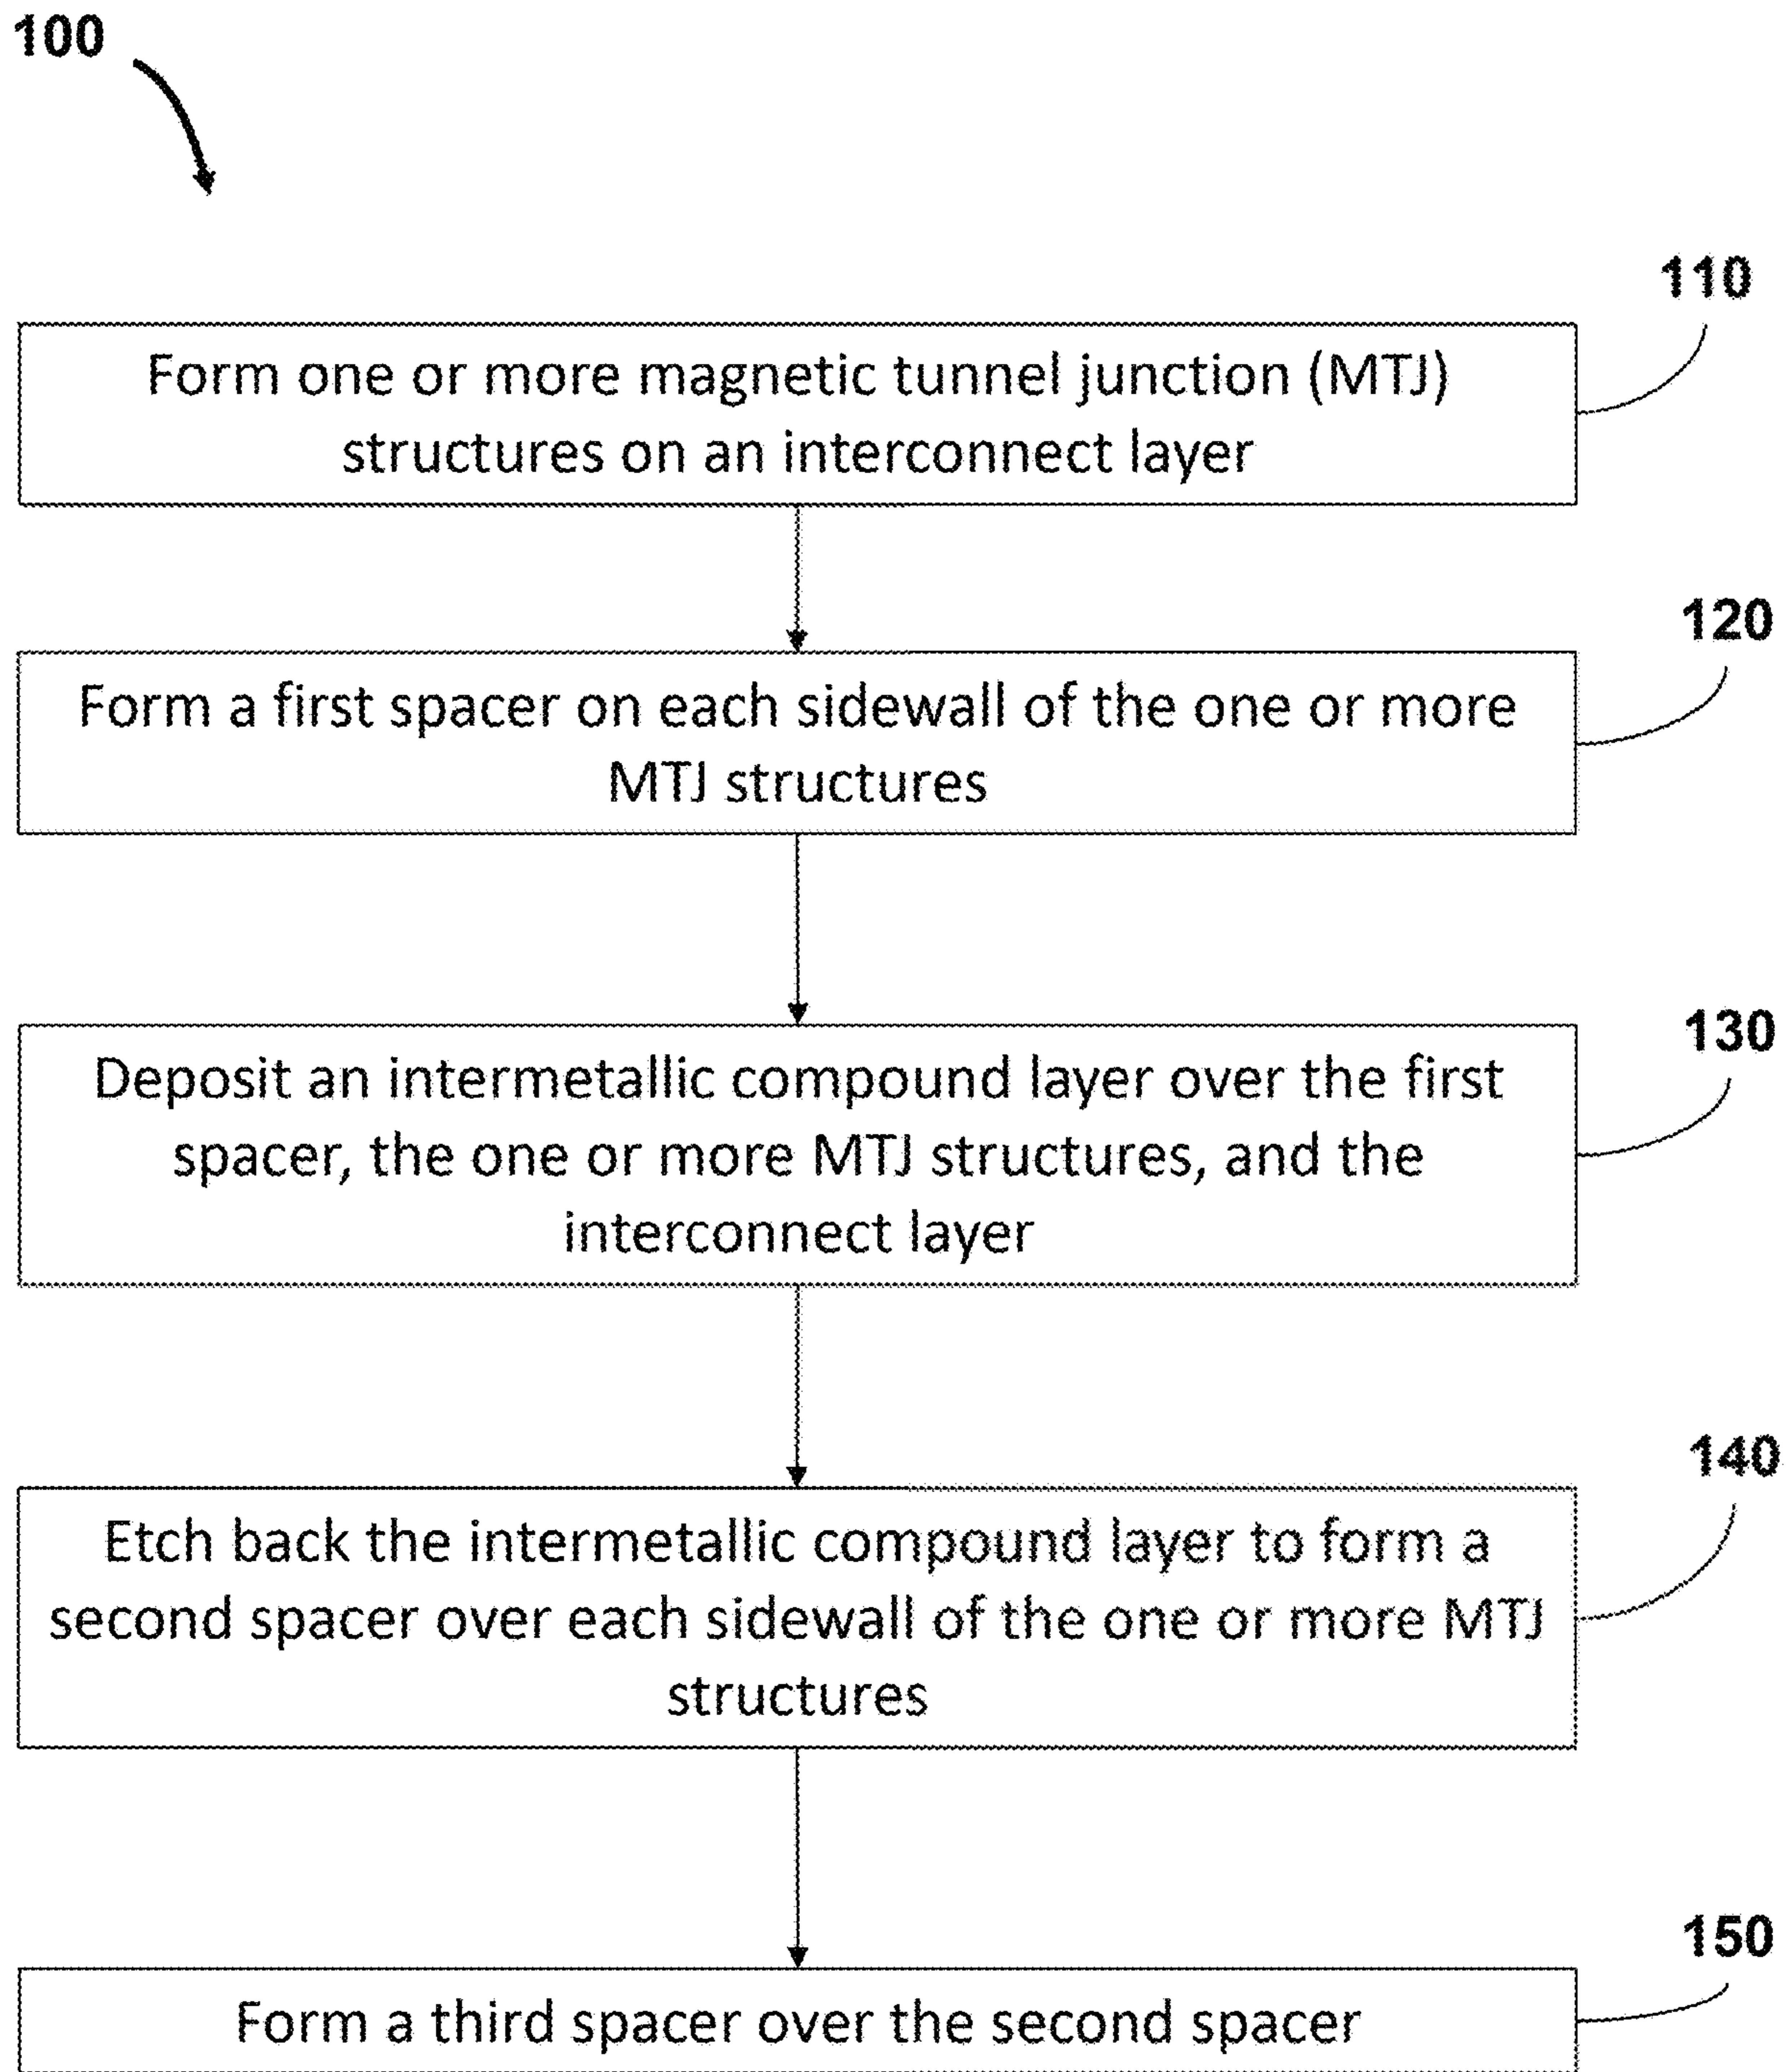 100
110
Form one or more magnetic tunnel junction (MTJ)
structures on an interconnect layer
120
Form a first spacer on each sidewall of the one or more
MTJ structures
130
Deposit an intermetallic compound layer over the first
spacer, the one or more MTJ structures, and the
interconnect layer
140
Etch back the intermetallic compound layer to form a
second spacer over each sidewall of the one or more MTJ
structures
150
Form a third spacer over the second spacer